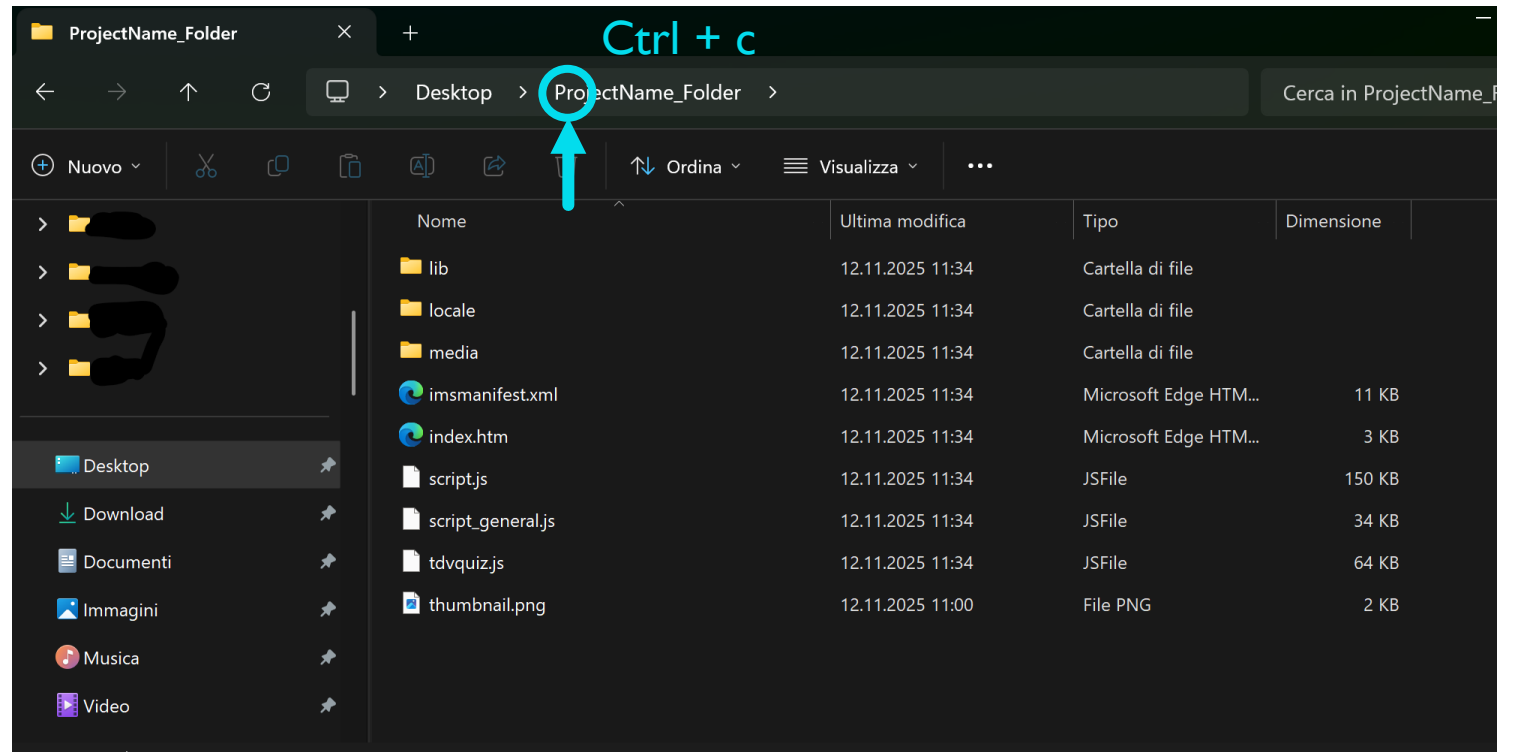 ProjectName_Folder
Ctrl + c
Desktop > ProjectName_Folder >
Cerca in ProjectName_F
Nuovo
Ordina
Visualizza
Nome Ultima modifica Tipo Dimensione
lib 12.11.2025 11:34 Cartella di file
locale 12.11.2025 11:34 Cartella di file
media 12.11.2025 11:34 Cartella di file
imsmanifest.xml 12.11.2025 11:34 Microsoft Edge HTM... 11 KB
index.htm 12.11.2025 11:34 Microsoft Edge HTM... 3 KB
script.js 12.11.2025 11:34 JSFile 150 KB
script_general.js 12.11.2025 11:34 JSFile 34 KB
tdvquiz.js 12.11.2025 11:34 JSFile 64 KB
thumbnail.png 12.11.2025 11:00 File PNG 2 KB
Desktop
Download
Documenti
Immagini
Musica
Video